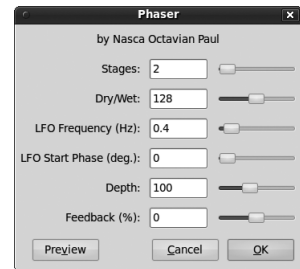 Phaser
by Nasca Octavian Paul
Stages: 2
Dry/Wet: 128
LFO Frequency (Hz): 0.4
LFO Start Phase (deg.): 0
Depth: 100
Feedback (%): 0
Preview Cancel OK